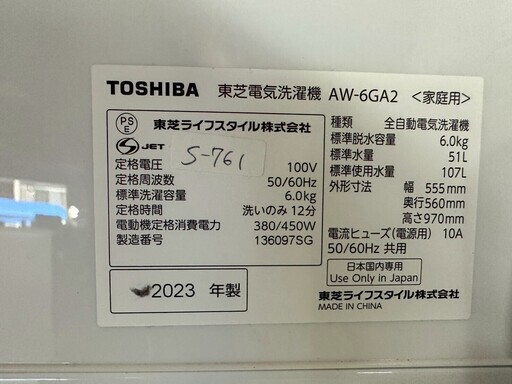 TOSHIBA 東芝電気洗濯機 AW-6GA2 <家庭用>
PS
E
東芝ライフスタイル株式会社
S JET
S-761
定格電圧 100V
定格周波数 50/60Hz
標準洗濯容量 6.0kg
定格時間 洗いのみ 12分
電動機定格消費電力 380/450W
製造番号 136097SG
2023 年製
種類 全自動電気洗濯機
標準脱水容量 6.0kg
標準水量 51L
標準使用水量 107L
外形寸法 幅 555mm
奥行560mm
高さ970mm
電流ヒューズ(電源用) 10A
50/60Hz 共用
日本国内専用
Use Only in Japan
東芝ライフスタイル株式会社
MADE IN CHINA